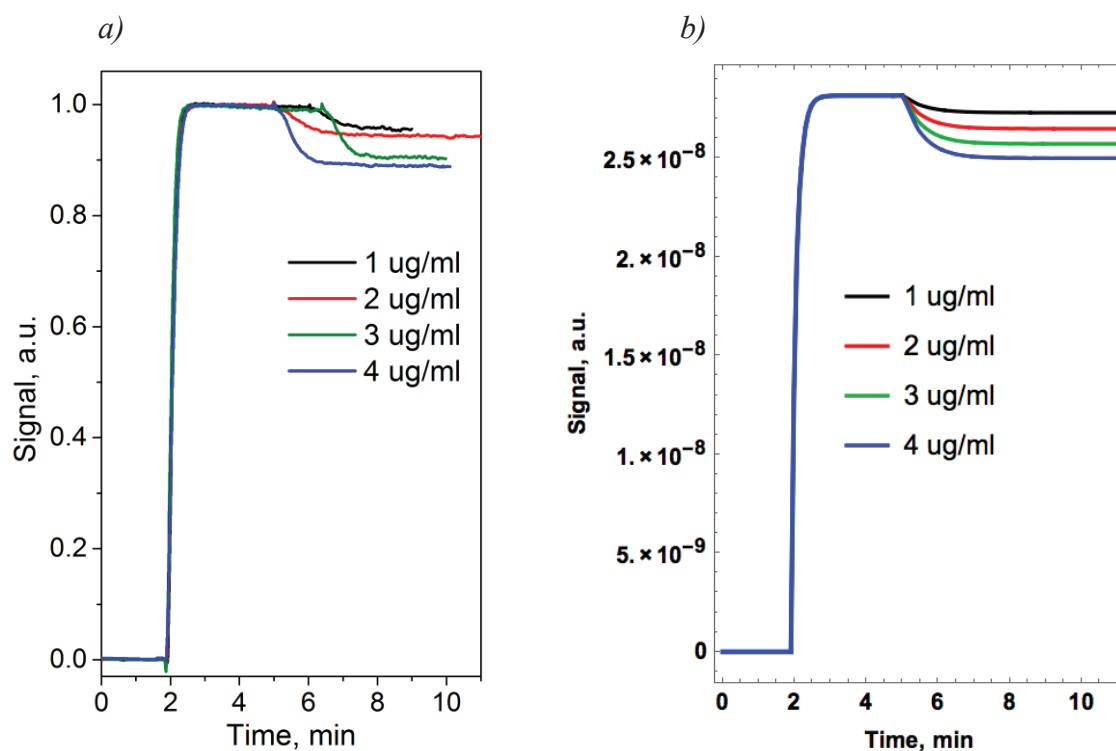 a)
1.0
0.8
0.6
0.4
0.2
0.0
Signal, a.u.
1 ug/ml
2 ug/ml
3 ug/ml
4 ug/ml
0 2 4 6 8 10
Time, min
b)
2.5×10⁻⁸
2.×10⁻⁸
1.5×10⁻⁸
1.×10⁻⁸
5.×10⁻⁹
0
Signal, a.u.
1 ug/ml
2 ug/ml
3 ug/ml
4 ug/ml
0 2 4 6 8 10
Time, min